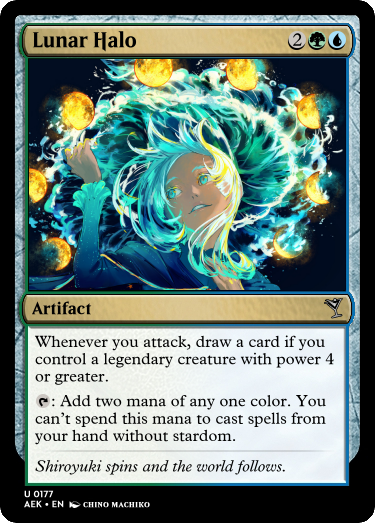 Lunar Halo 2
Artifact
Whenever you attack, draw a card if you
control a legendary creature with power 4
or greater.
: Add two mana of any one color. You
can't spend this mana to cast spells from
your hand without stardom.
Shiroyuki spins and the world follows.
U 0177
AEK • EN CHINO MACHIKO